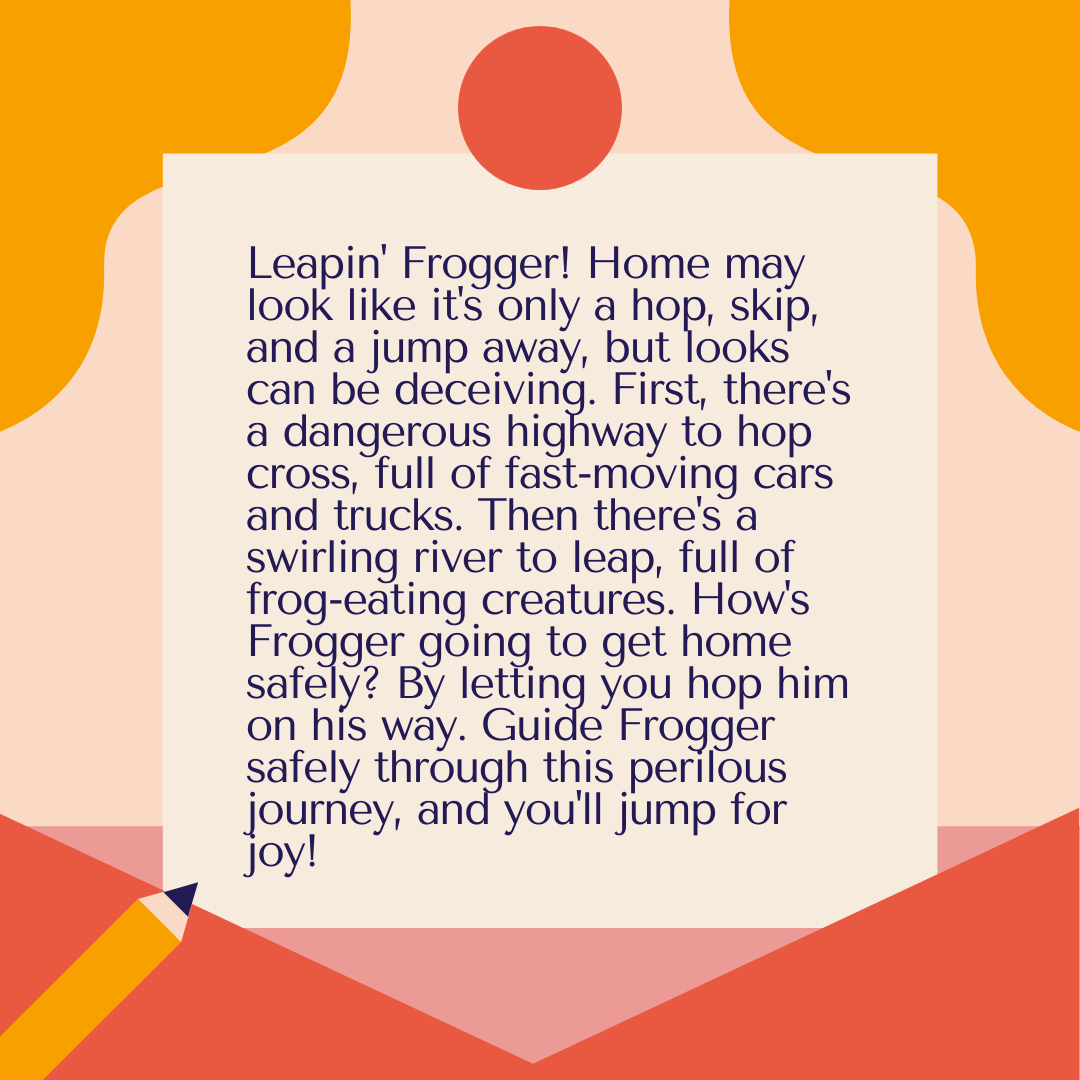 Leapin' Frogger! Home may
look like it's only a hop, skip,
and a jump away, but looks
can be deceiving. First, there's
a dangerous highway to hop
cross, full of fast-moving cars
and trucks. Then there's a
swirling river to leap, full of
frog-eating creatures. How's
Frogger going to get home
safely? By letting you hop him
on his way. Guide Frogger
safely through this perilous
journey, and you'll jump for
joy!